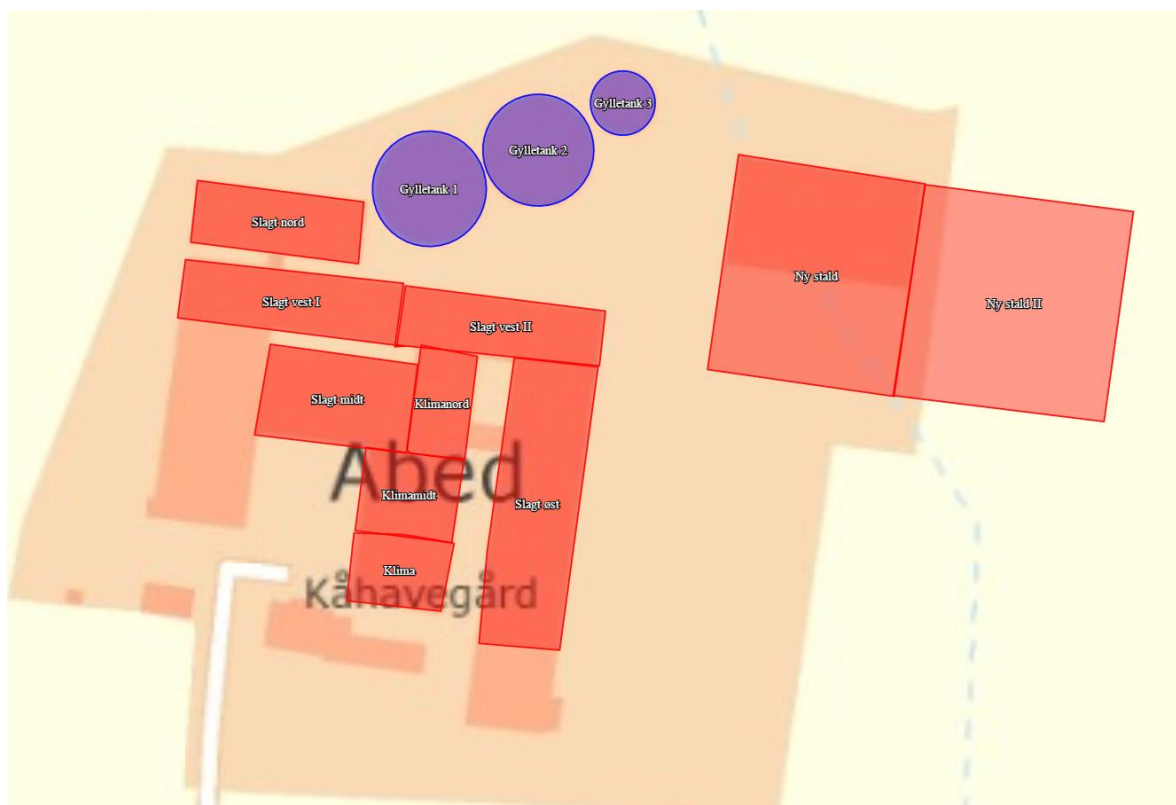 Gylletank 3
Gylletank 2
Gylletank 1
Slagt nord
Ny stald
Ny stald II
Slagt vest I
Slagt vest II
Slagt midt
Klimanord
Abed
Klimamidt
Slagt øst
Klima
Kåhavegård